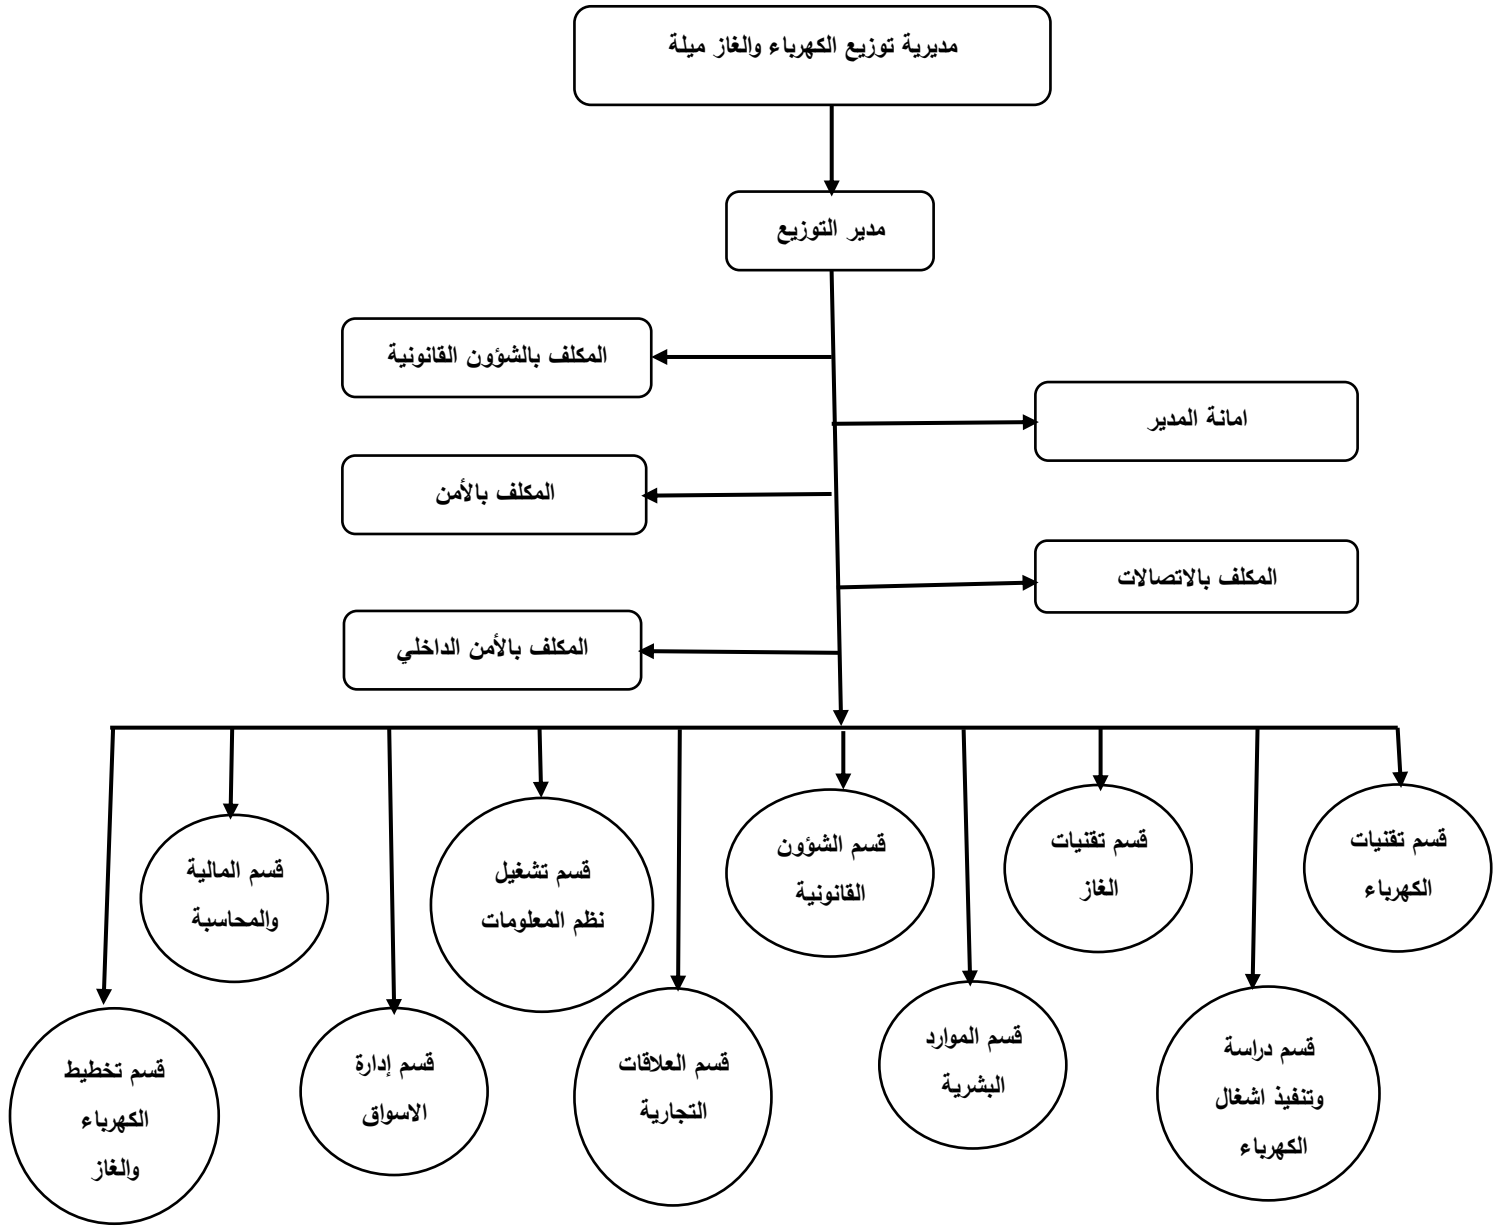 مديرية توزيع الكهرباء والغاز ميلة
مدير التوزيع
المكلف بالشؤون القانونية
امانة المدير
المكلف بالأمن
المكلف بالاتصالات
المكلف بالأمن الداخلي
قسم تقنيات
الكهرباء
قسم تقنيات
الغاز
قسم الشؤون
القانونية
قسم تشغيل
نظم المعلومات
قسم المالية
والمحاسبة
قسم دراسة
وتنفيذ اشغال
الكهرباء
قسم الموارد
البشرية
قسم العلاقات
التجارية
قسم إدارة
الاسواق
قسم تخطيط
الكهرباء
والغاز